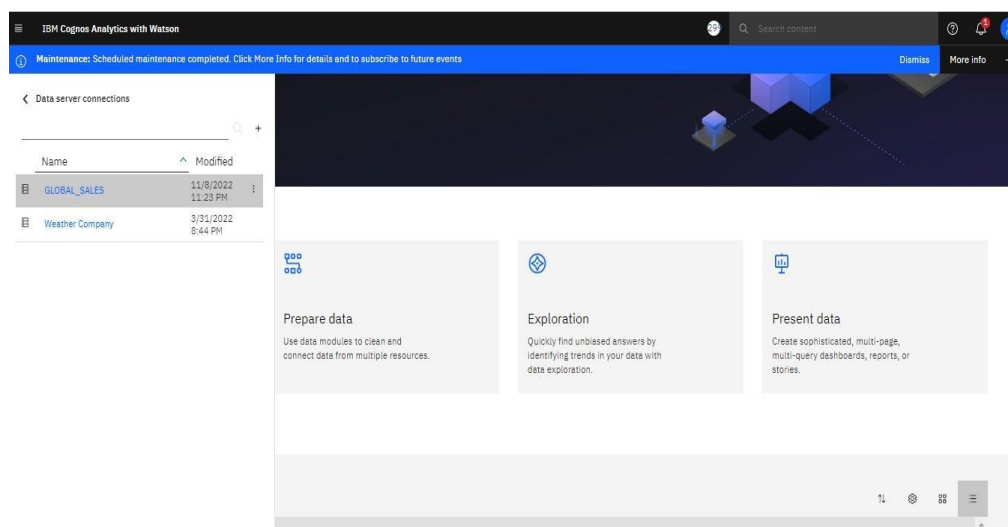 IBM Cognos Analytics with Watson
Search content
1
Maintenance: Scheduled maintenance completed. Click More Info for details and to subscribe to future events
Dismiss
More info
Data server connections
Name
Modified
GLOBAL_SALES
11/8/2022
11:23 PM
Weather Company
3/31/2022
8:44 PM
Prepare data
Use data modules to clean and
connect data from multiple resources.
Exploration
Quickly find unbiased answers by
identifying trends in your data with
data exploration.
Present data
Create sophisticated, multi-page,
multi-query dashboards, reports, or
stories.